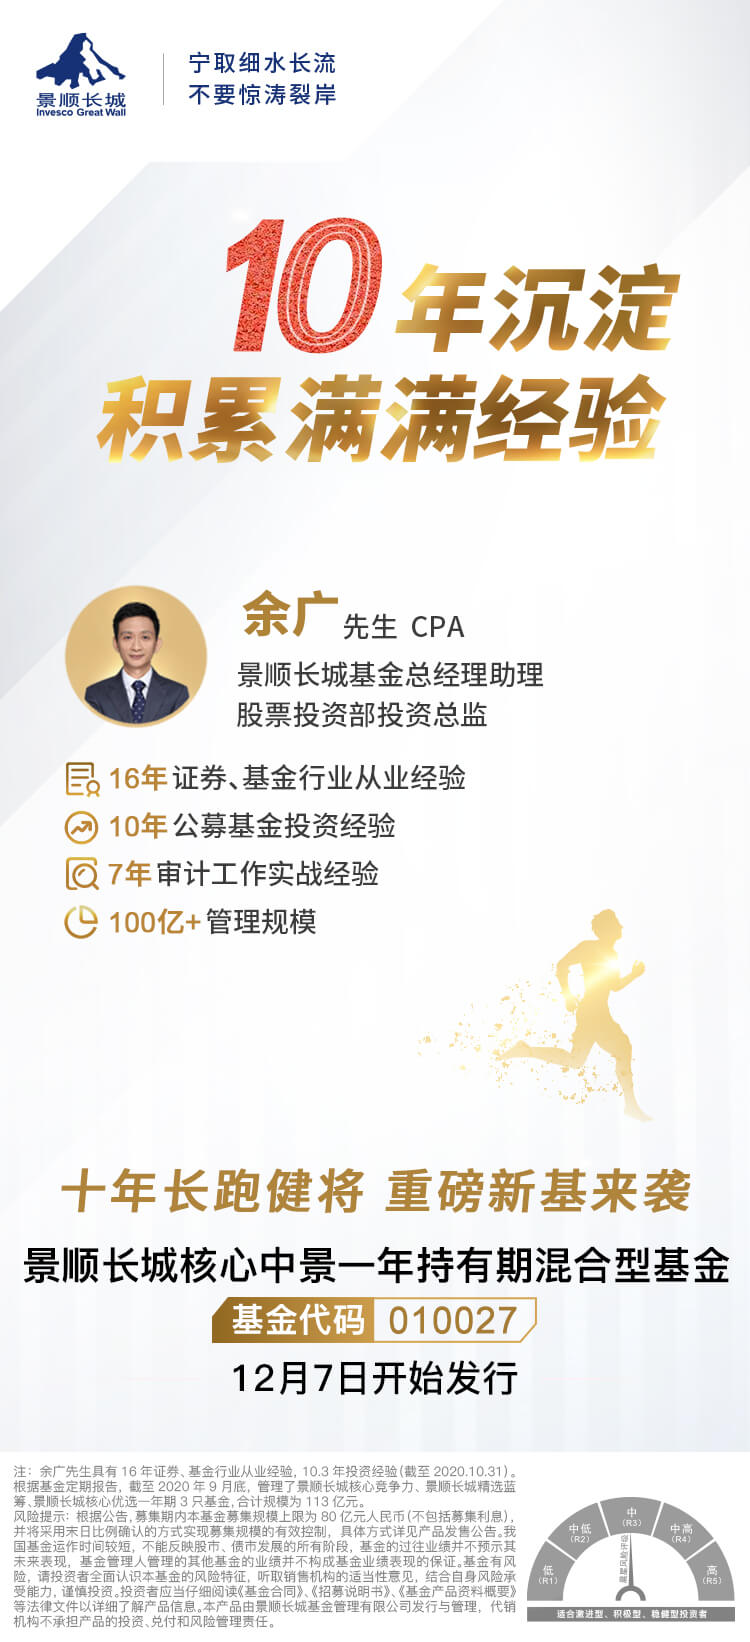 景顺长城
Invesco Great Wall
宁取细水长流
不要惊涛裂岸
10年沉淀
积累满满经验
余广先生 CPA
景顺长城基金总经理助理
股票投资部投资总监
16年证券、基金行业从业经验
10年公募基金投资经验
7年审计工作实战经验
100亿+管理规模
十年长跑健将 重磅新基来袭
景顺长城核心中景一年持有期混合型基金
基金代码 010027
12月7日开始发行
注：余广先生具有16年证券、基金行业从业经验，10.3年投资经验(截至2020.10.31)。
根据基金定期报告，截至2020年9月底，管理了景顺长城核心竞争力、景顺长城精选蓝
筹、景顺长城核心优选一年期3只基金,合计规模为113亿元。
风险提示：根据公告,募集期内本基金募集规模上限为80亿元人民币(不包括募集利息)，
并将采用末日比例确认的方式实现募集规模的有效控制，具体方式详见产品发售公告。我
国基金运作时间较短，不能反映股市、债市发展的所有阶段，基金的过往业绩并不预示其
未来表现，基金管理人管理的其他基金的业绩并不构成基金业绩表现的保证。基金有风
险，请投资者全面认识本基金的风险特征，听取销售机构的适当性意见，结合自身风险承
受能力，谨慎投资。投资者应当仔细阅读《基金合同》、《招募说明书》、《基金产品资料概要》
等法律文件以详细了解产品信息。本产品由景顺长城基金管理有限公司发行与管理，代销
机构不承担产品的投资、兑付和风险管理责任。
低
(R1)
中低
(R2)
中
(R3)
中高
(R4)
高
(R5)
晨星风险评级
适合激进型、积极型、稳健型投资者